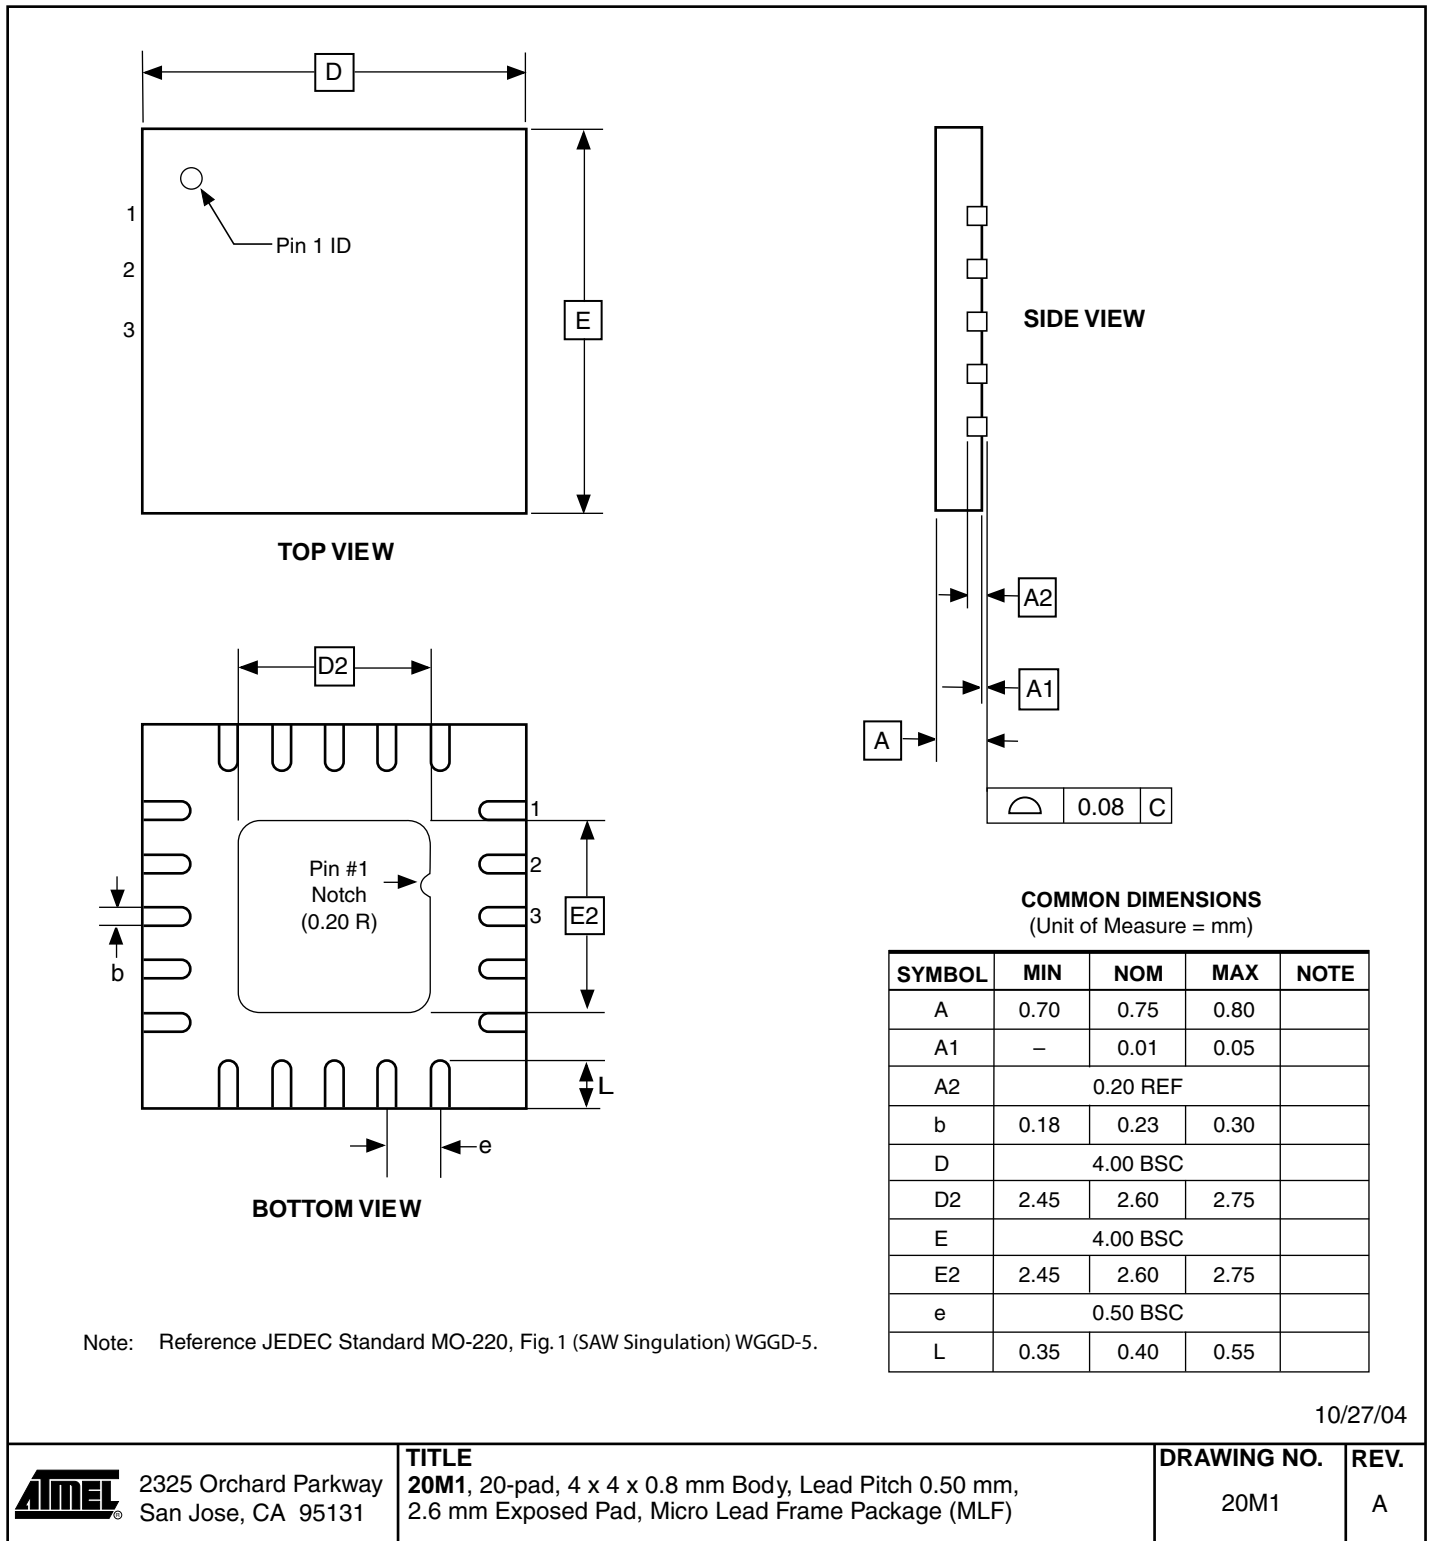 D
1
2
3
Pin 1 ID
E
TOP VIEW
SIDE VIEW
A2
A1
A
0.08 C
D2
1
2
3
Pin #1
Notch
(0.20 R)
E2
b
L
e
BOTTOM VIEW
COMMON DIMENSIONS
(Unit of Measure = mm)
SYMBOL MIN NOM MAX NOTE
A 0.70 0.75 0.80
A1 – 0.01 0.05
A2 0.20 REF
b 0.18 0.23 0.30
D 4.00 BSC
D2 2.45 2.60 2.75
E 4.00 BSC
E2 2.45 2.60 2.75
e 0.50 BSC
L 0.35 0.40 0.55
Note: Reference JEDEC Standard MO-220, Fig. 1 (SAW Singulation) WGGD-5.
10/27/04
ATMEL ®
2325 Orchard Parkway
San Jose, CA 95131
TITLE
20M1, 20-pad, 4 x 4 x 0.8 mm Body, Lead Pitch 0.50 mm,
2.6 mm Exposed Pad, Micro Lead Frame Package (MLF)
DRAWING NO.
20M1
REV.
A